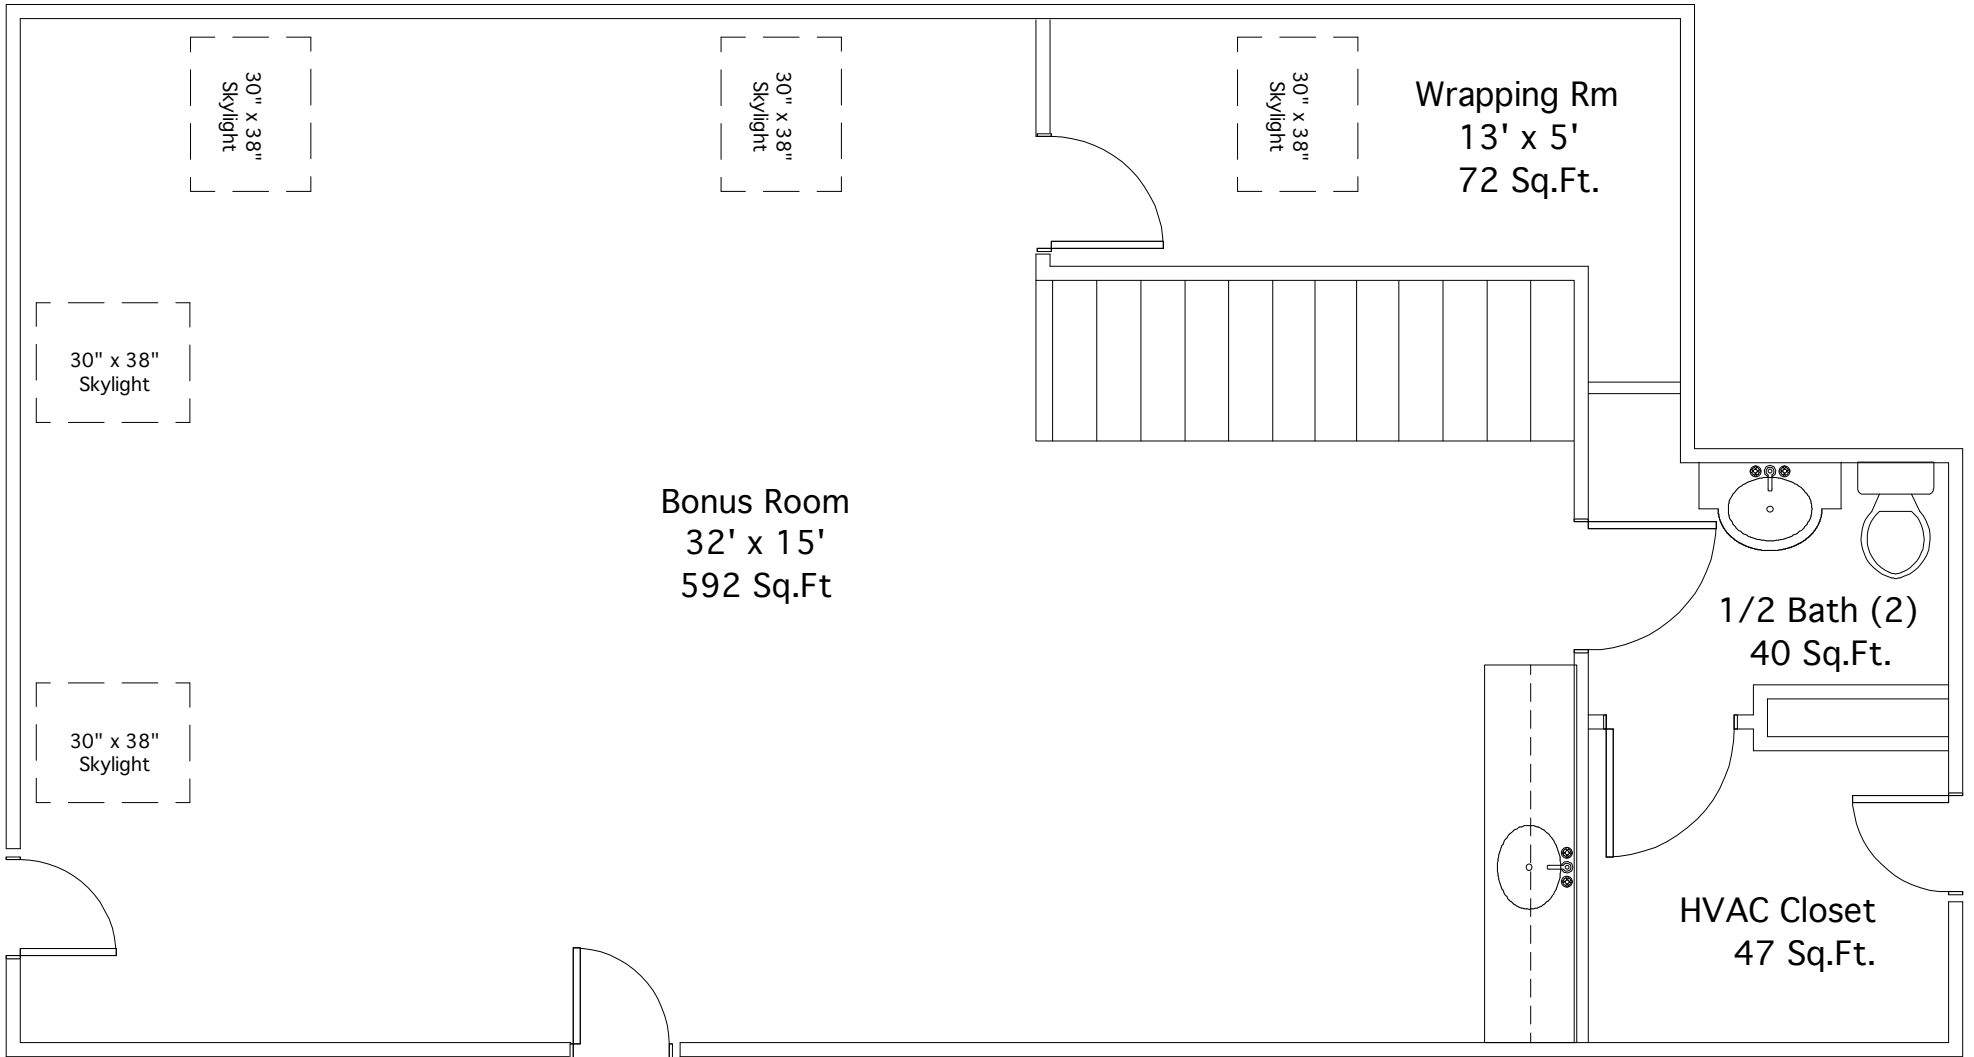 30" x 38"
Skylight
30" x 38"
Skylight
30" x 38"
Skylight
Wrapping Rm
13' x 5'
72 Sq.Ft.
30" x 38"
Skylight
Bonus Room
32' x 15'
592 Sq.Ft
1/2 Bath (2)
40 Sq.Ft.
30" x 38"
Skylight
HVAC Closet
47 Sq.Ft.